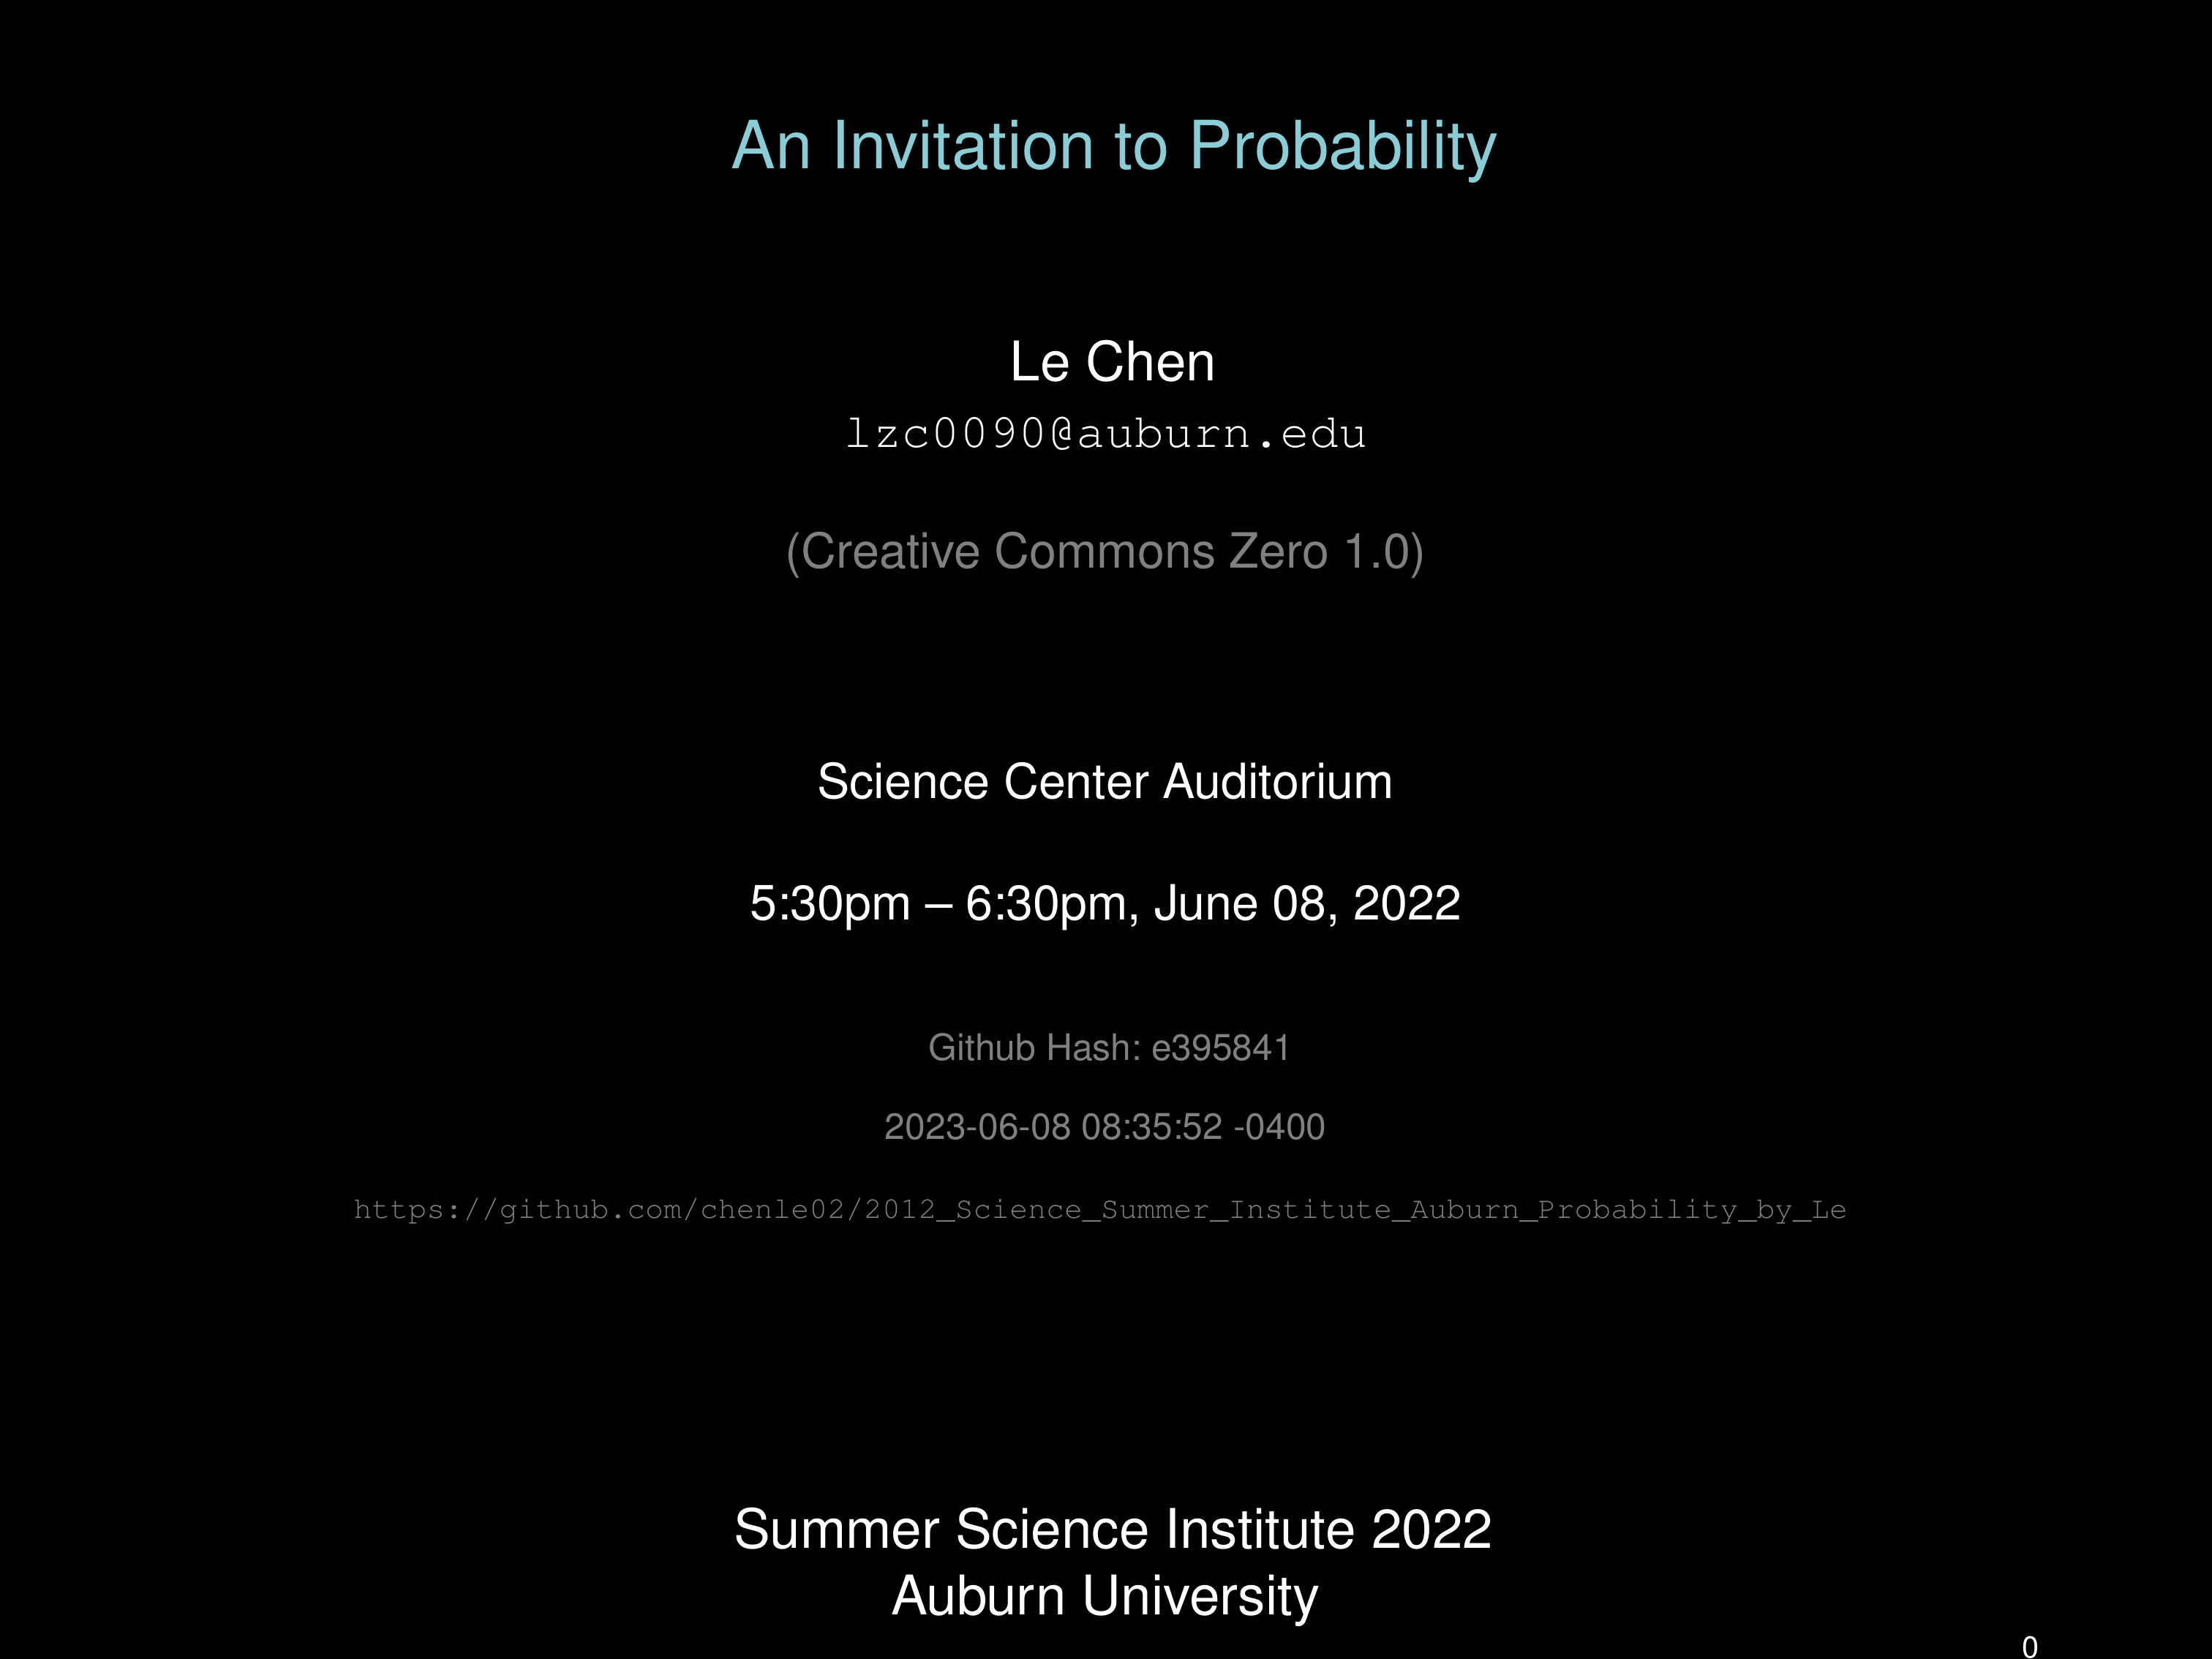 An Invitation to Probability
Le Chen
lzc0090@auburn.edu
(Creative Commons Zero 1.0)
Science Center Auditorium
5:30pm – 6:30pm, June 08, 2022
Github Hash: e395841
2023-06-08 08:35:52 -0400
https://github.com/chenle02/2012_Science_Summer_Institute_Auburn_Probability_by_Le
Summer Science Institute 2022
Auburn University
0